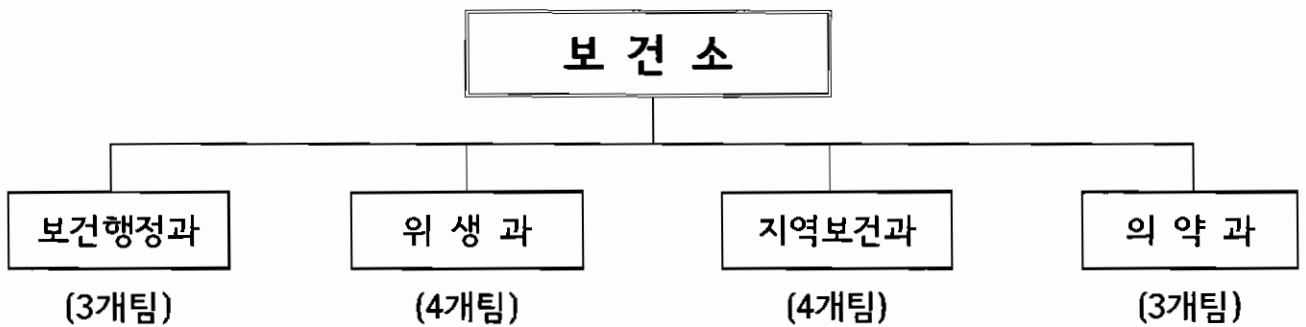 보 건 소
보건행정과 위 생 과 지역보건과 의 약 과
(3개팀) (4개팀) (4개팀) (3개팀)